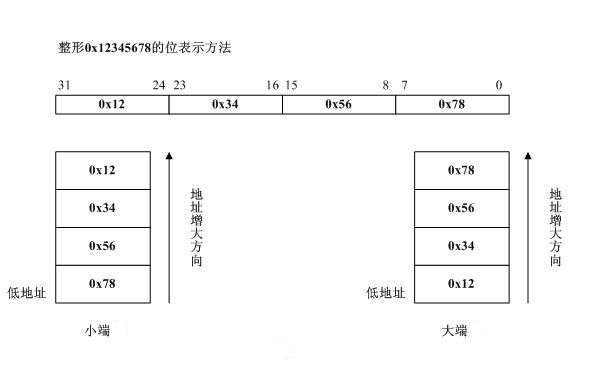 整形0x12345678的位表示方法
31 24 23 16 15 8 7 0
0x12 0x34 0x56 0x78
0x12
0x34
0x56
0x78
地址增大方向
低地址
小端
0x78
0x56
0x34
0x12
地址增大方向
低地址
大端